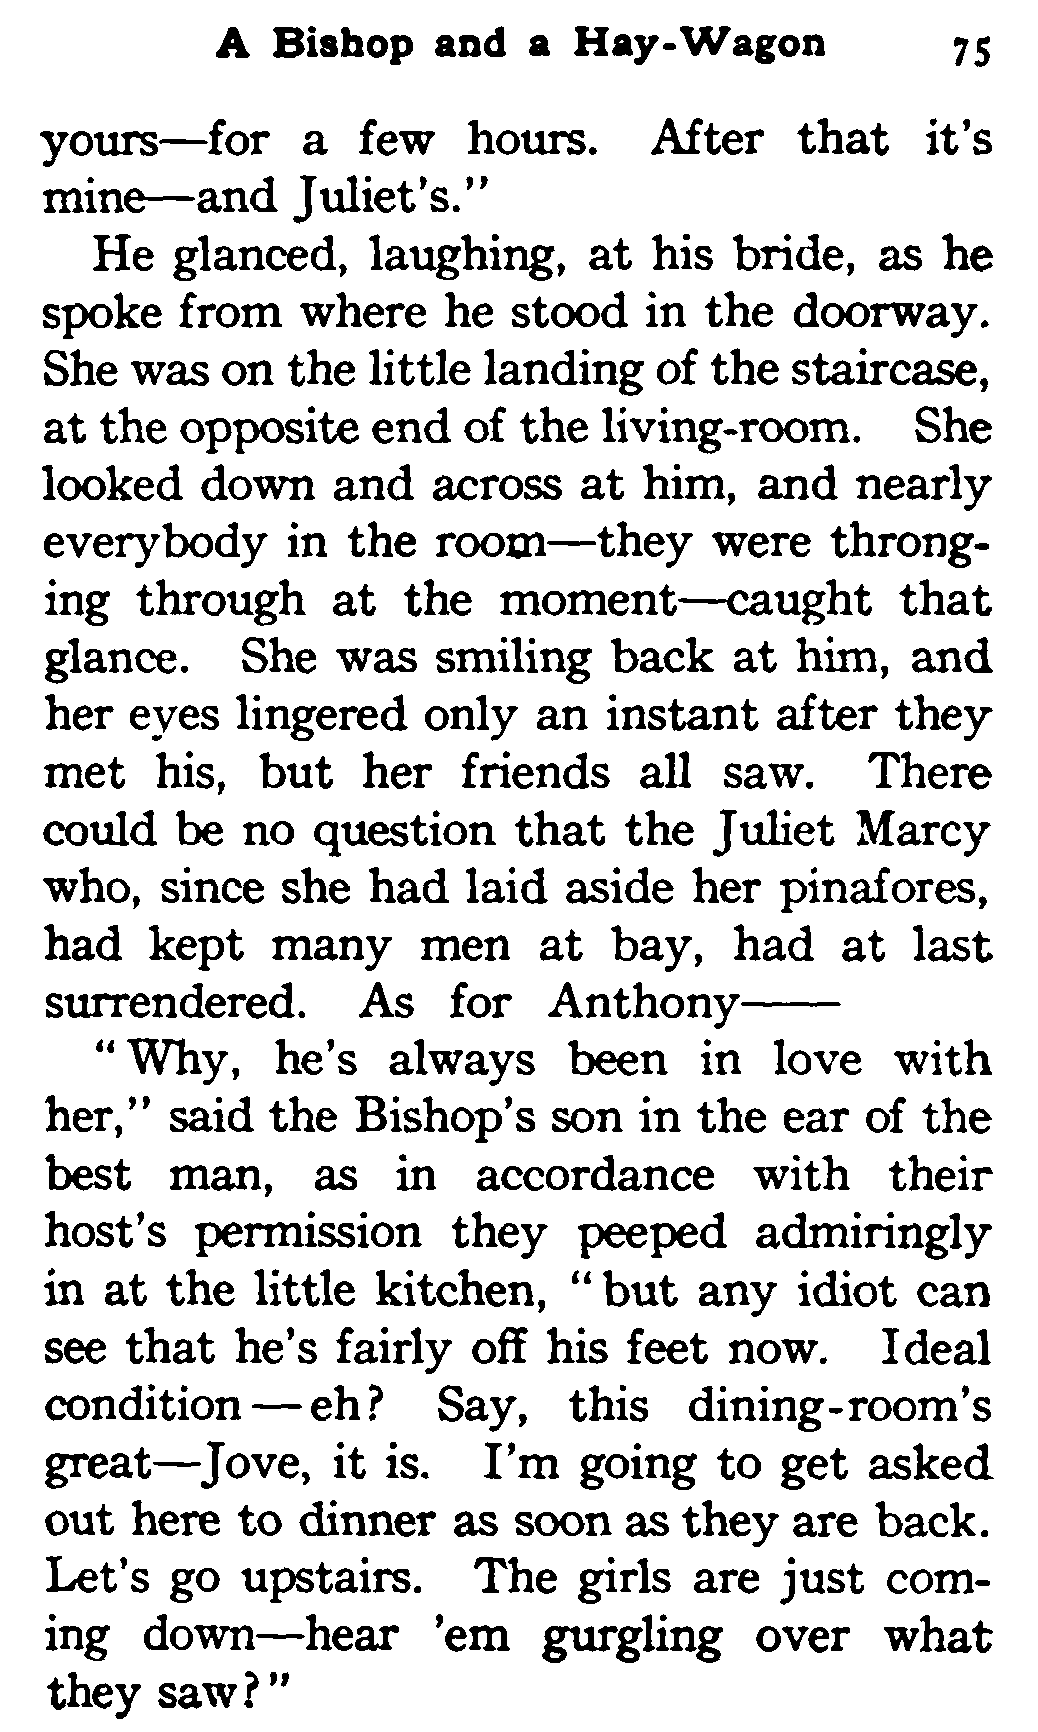 A Bishop and a Hay-Wagon 75
yours—for a few hours. After that it's
mine—and Juliet's."
He glanced, laughing, at his bride, as he
spoke from where he stood in the doorway.
She was on the little landing of the staircase,
at the opposite end of the living-room. She
looked down and across at him, and nearly
everybody in the room—they were throng-
ing through at the moment—caught that
glance. She was smiling back at him, and
her eyes lingered only an instant after they
met his, but her friends all saw. There
could be no question that the Juliet Marcy
who, since she had laid aside her pinafores,
had kept many men at bay, had at last
surrendered. As for Anthony——
"Why, he's always been in love with
her," said the Bishop's son in the ear of the
best man, as in accordance with their
host's permission they peeped admiringly
in at the little kitchen, "but any idiot can
see that he's fairly off his feet now. Ideal
condition—eh? Say, this dining-room's
great—Jove, it is. I'm going to get asked
out here to dinner as soon as they are back.
Let's go upstairs. The girls are just com-
ing down—hear 'em gurgling over what
they saw?"